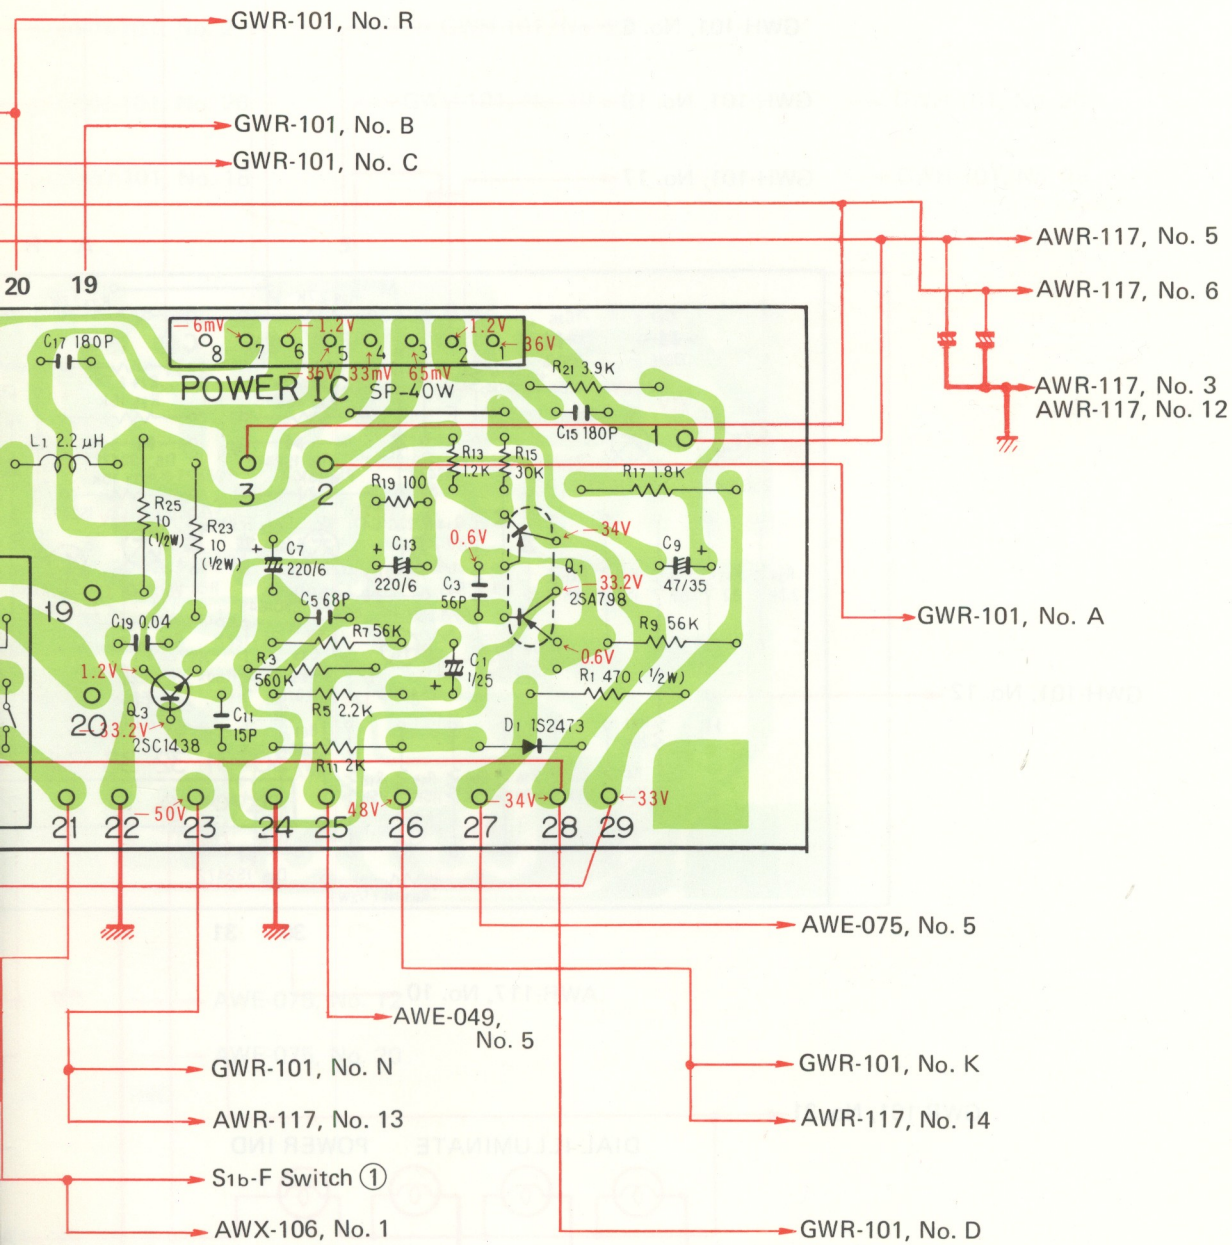 GWR-101, No. R
GWR-101, No. B
GWR-101, No. C
AWR-117, No. 5
20 19
AWR-117, No. 6
−6mV −1.2V 1.2V
8 7 6 5 4 3 2 1
36V
−36V 33mV 65mV
C17 180P
POWER IC SP-40W
R21 3.9K
AWR-117, No. 3
AWR-117, No. 12
C15 180P
1
L1 2.2 μH
R13
1.2K
R15
30K
R17 1.8K
R19 100
3 2
R25
10
(1/2W)
R23
10
(1/2W)
−34V
0.6V
+ C7
220/6
+ C13
220/6
C9 +
47/35
Q1
2SA798
−33.2V
C3
56P
19
C5 68P
C19 0.04
R7 56K
R9 56K
GWR-101, No. A
0.6V
1.2V
R3
560K
C1
1/25
+
R1 470 (1/2W)
20
Q3
−33.2V
2SC1438
C11
15P
R5 2.2K
D1 1S2473
R11 2K
−50V
48V
−34V
−33V
21 22 23 24 25 26 27 28 29
AWE-075, No. 5
AWE-049,
No. 5
GWR-101, No. N
GWR-101, No. K
AWR-117, No. 13
AWR-117, No. 14
S1b-F Switch ①
AWX-106, No. 1
GWR-101, No. D